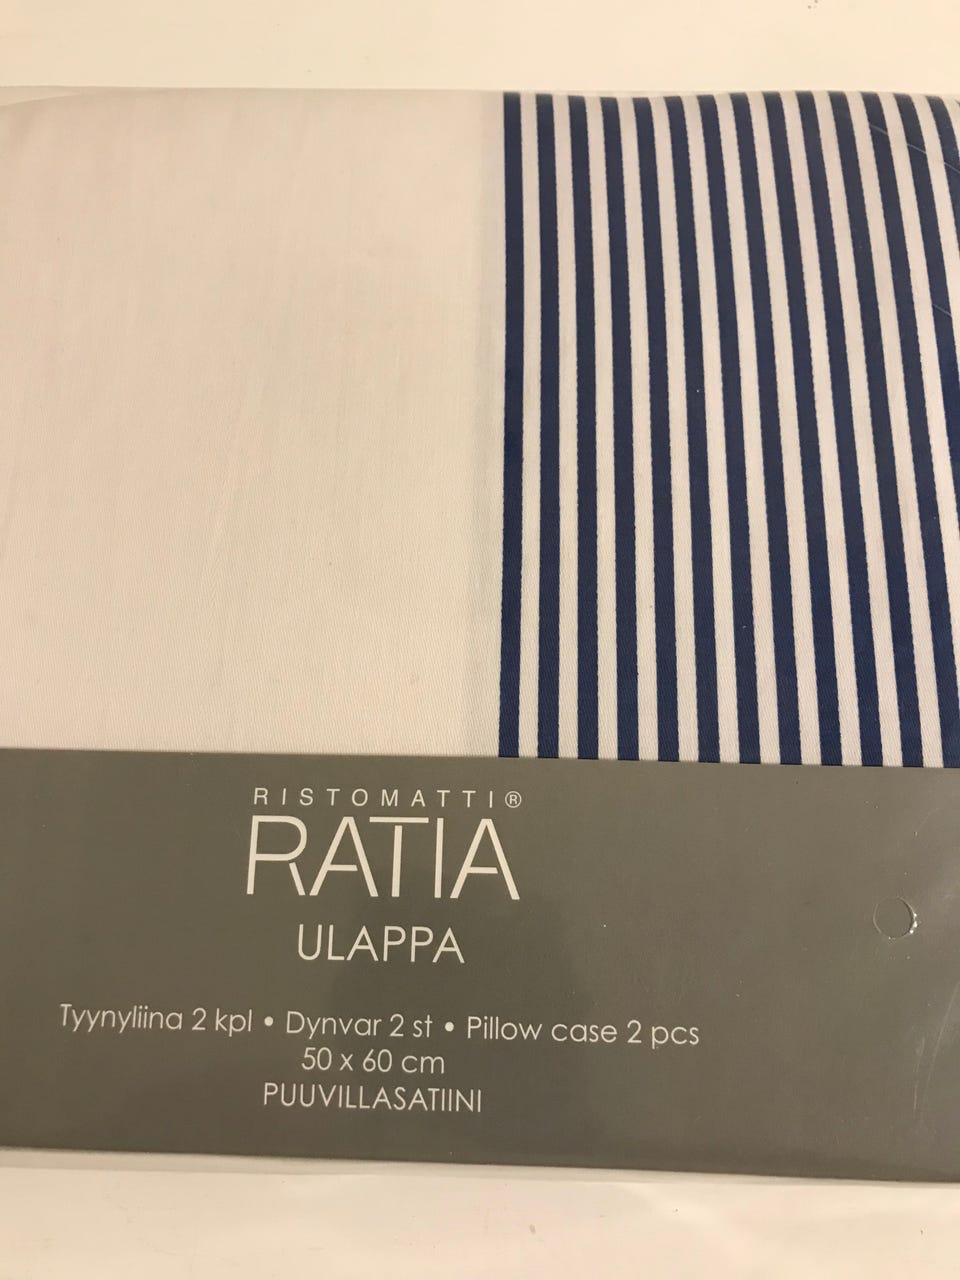 RISTOMATTI®
RATIA
ULAPPA
Tyynyliina 2 kpl • Dynvar 2 st • Pillow case 2 pcs
50 x 60 cm
PUUVILLASATIINI